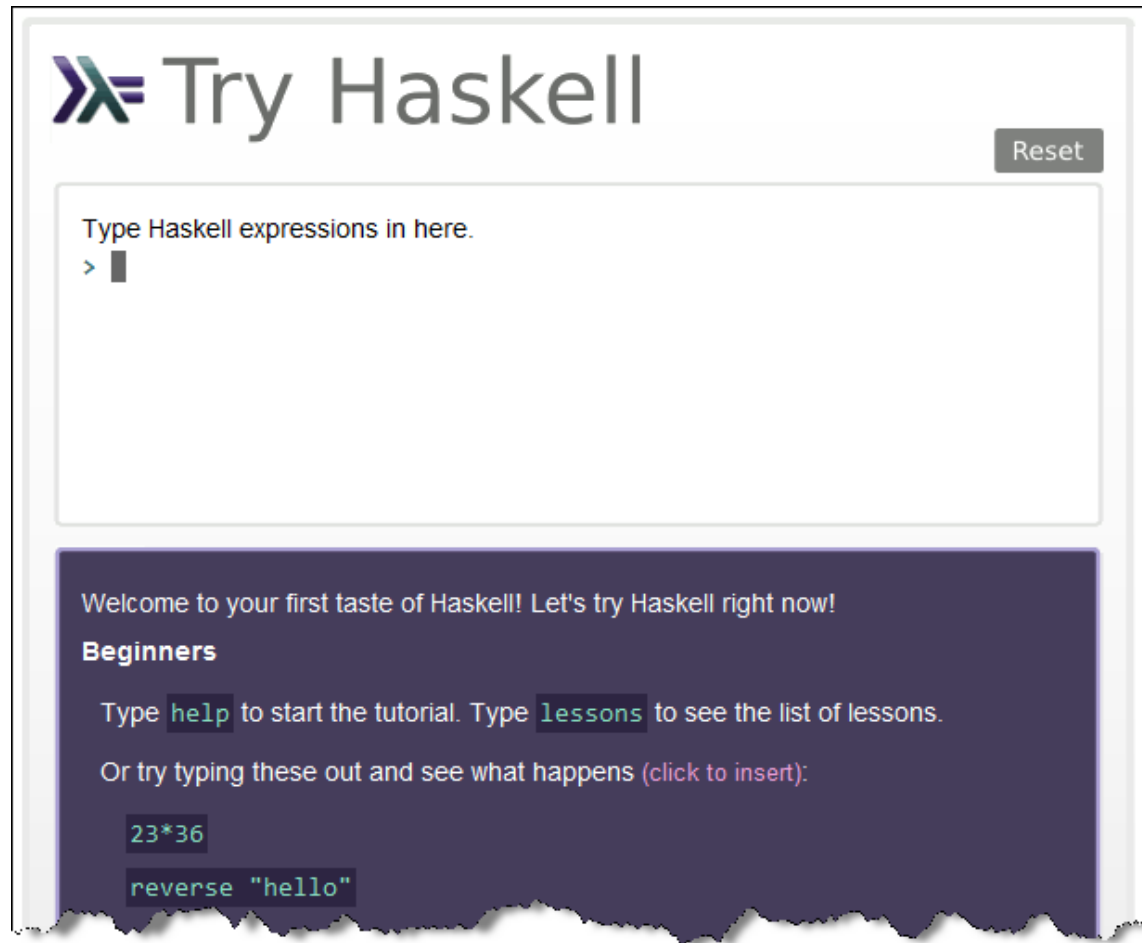 Try Haskell
Reset
Type Haskell expressions in here.
>
Welcome to your first taste of Haskell! Let's try Haskell right now!
Beginners
Type help to start the tutorial. Type lessons to see the list of lessons.
Or try typing these out and see what happens (click to insert):
23*36
reverse "hello"